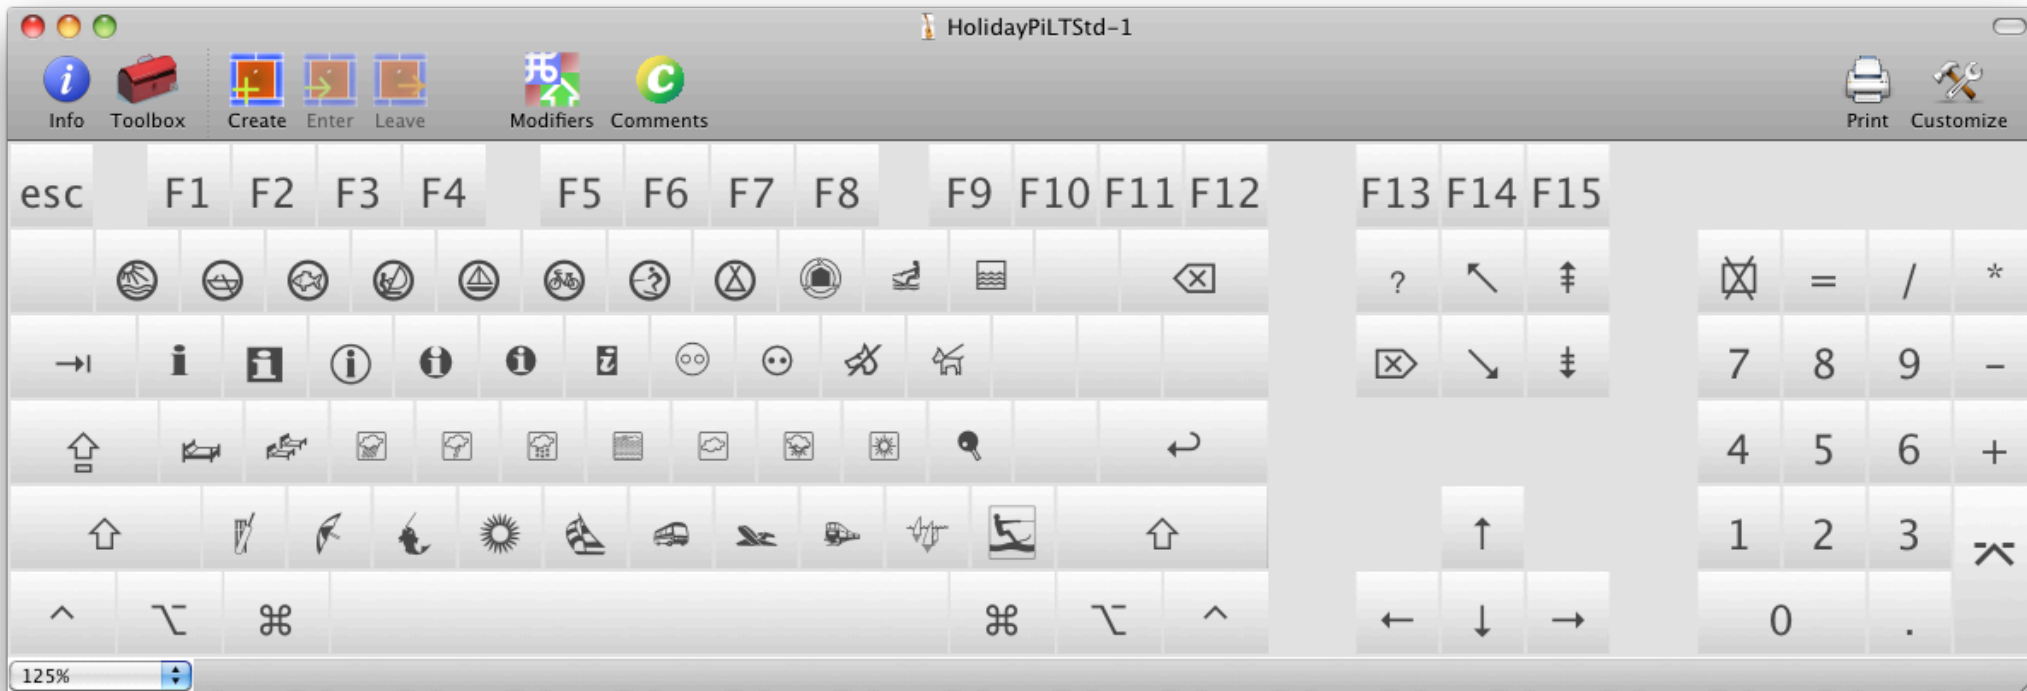 HolidayPiLTStd-1
Info Toolbox Create Enter Leave Modifiers Comments Print Customize
esc F1 F2 F3 F4 F5 F6 F7 F8 F9 F10 F11 F12 F13 F14 F15
? = / *
i i i i i i 7 8 9 -
4 5 6 +
1 2 3
^ ⌥ ⌘ ⌘ ⌥ ^ ← ↓ → 0 .
125%